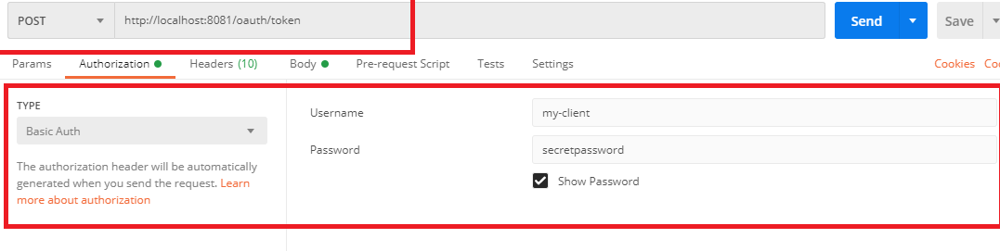 POST http://localhost:8081/oauth/token Send Save
Params Authorization Headers (10) Body Pre-request Script Tests Settings Cookies
TYPE
Basic Auth
The authorization header will be automatically
generated when you send the request. Learn
more about authorization
Username my-client
Password secretpassword
Show Password